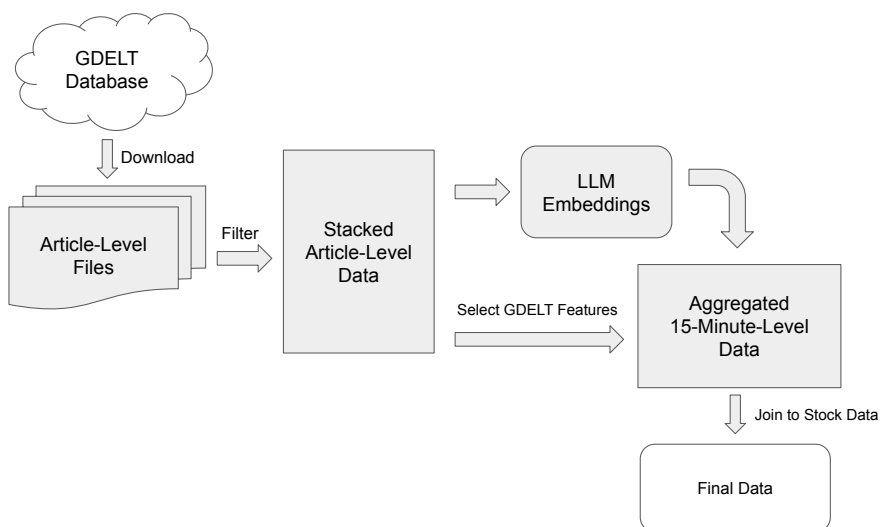 GDELT
Database
Download
Article-Level
Files
Filter
Stacked
Article-Level
Data
LLM
Embeddings
Select GDELT Features
Aggregated
15-Minute-Level
Data
Join to Stock Data
Final Data